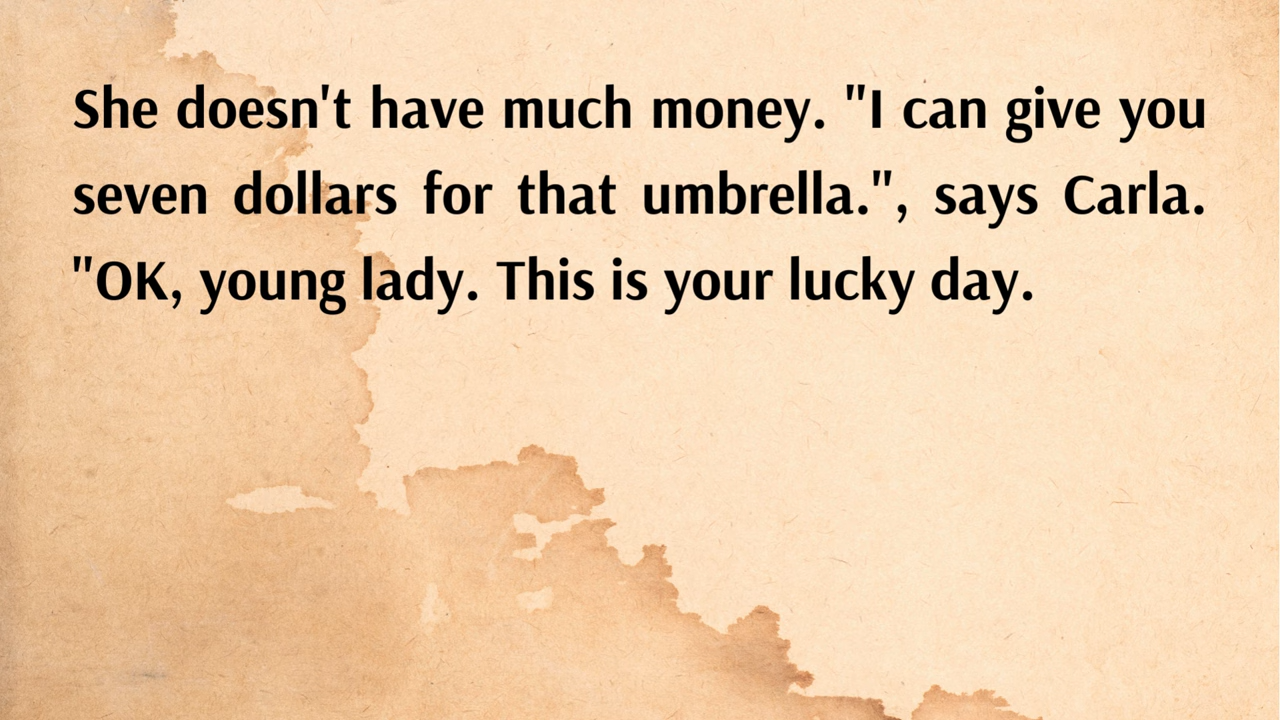 She doesn't have much money. "I can give you
seven dollars for that umbrella.", says Carla.
"OK, young lady. This is your lucky day.